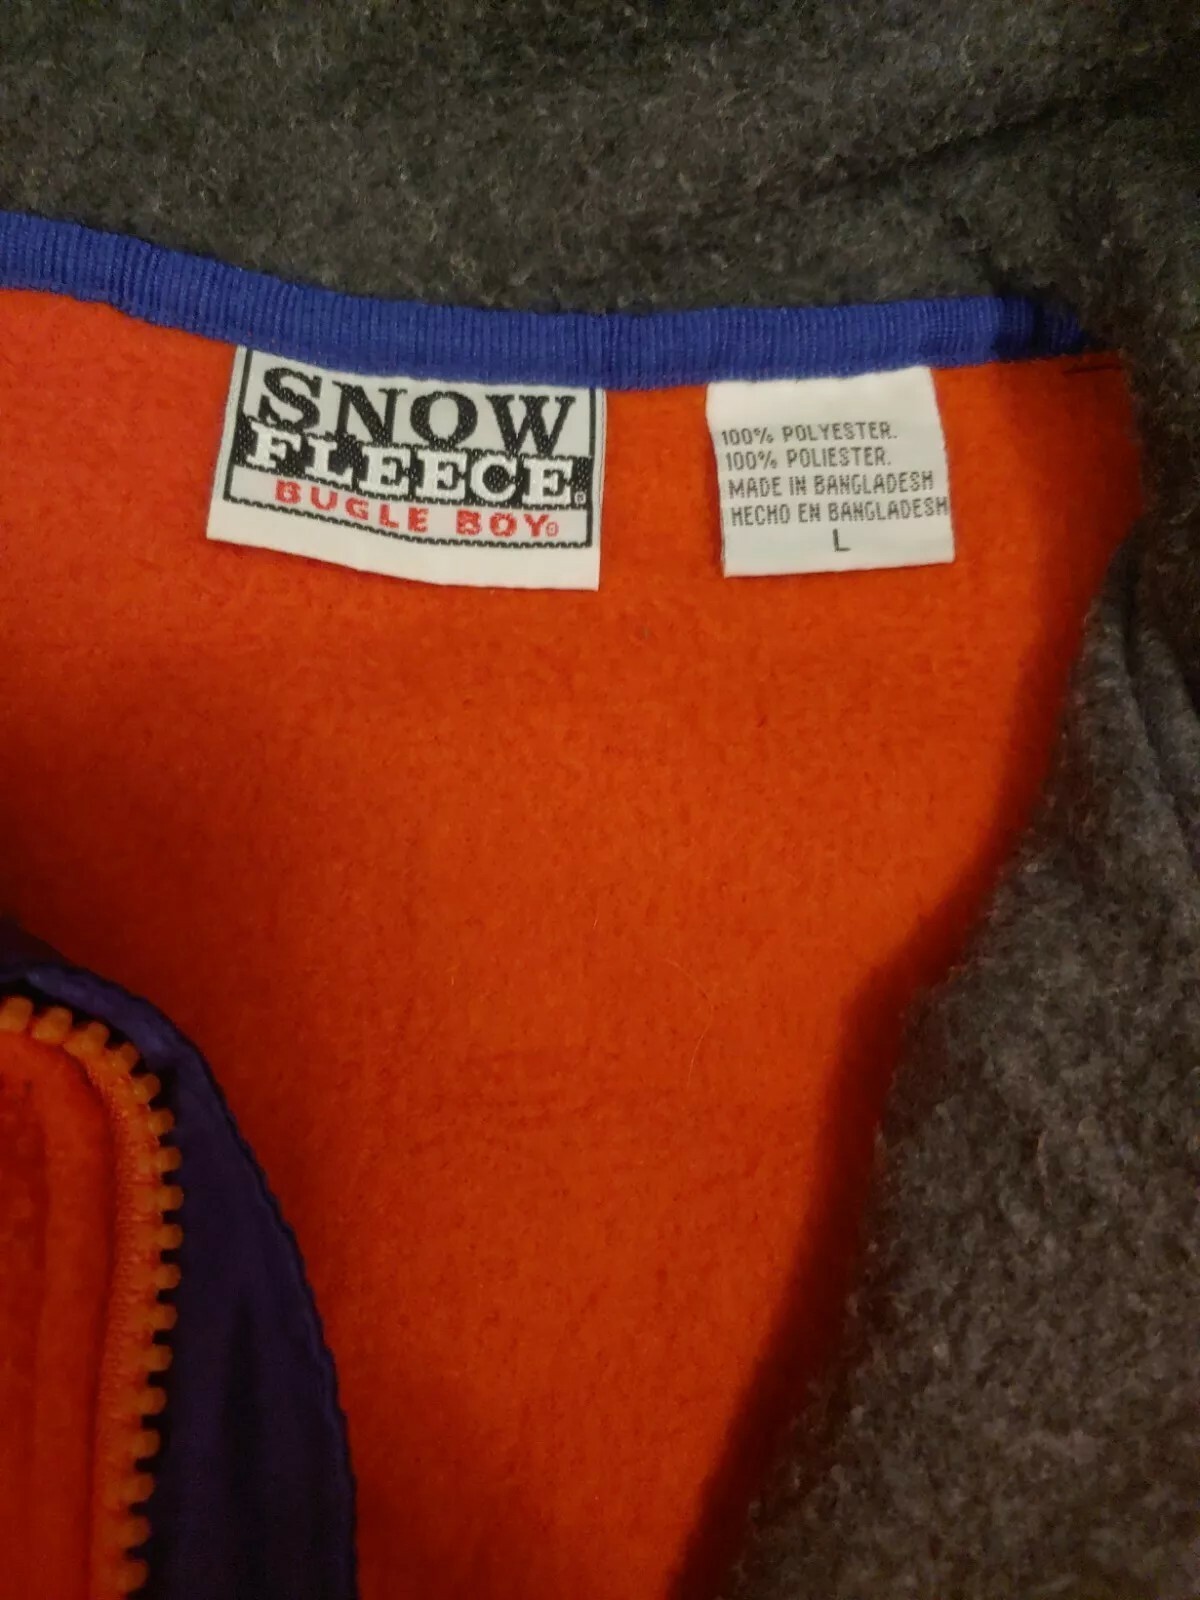 SNOW
FLEECE®
BUGLE BOY®
100% POLYESTER.
100% POLIESTER.
MADE IN BANGLADESH
HECHO EN BANGLADESH
L